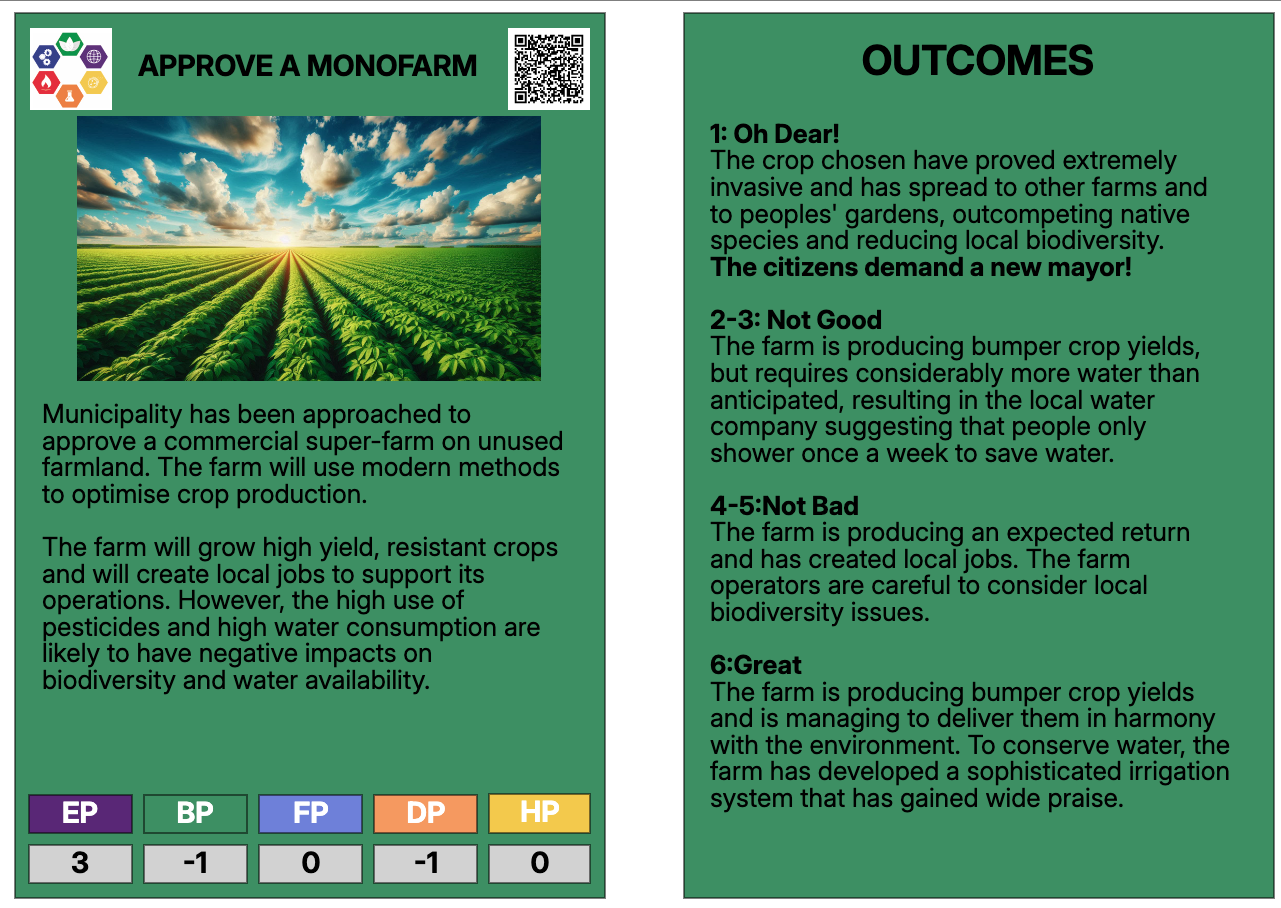 APPROVE A MONOFARM
Municipality has been approached to
approve a commercial super-farm on unused
farmland. The farm will use modern methods
to optimise crop production.
The farm will grow high yield, resistant crops
and will create local jobs to support its
operations. However, the high use of
pesticides and high water consumption are
likely to have negative impacts on
biodiversity and water availability.
EP BP FP DP HP
3 -1 0 -1 0
OUTCOMES
1: Oh Dear!
The crop chosen have proved extremely
invasive and has spread to other farms and
to peoples' gardens, outcompeting native
species and reducing local biodiversity.
The citizens demand a new mayor!
2-3: Not Good
The farm is producing bumper crop yields,
but requires considerably more water than
anticipated, resulting in the local water
company suggesting that people only
shower once a week to save water.
4-5:Not Bad
The farm is producing an expected return
and has created local jobs. The farm
operators are careful to consider local
biodiversity issues.
6:Great
The farm is producing bumper crop yields
and is managing to deliver them in harmony
with the environment. To conserve water, the
farm has developed a sophisticated irrigation
system that has gained wide praise.